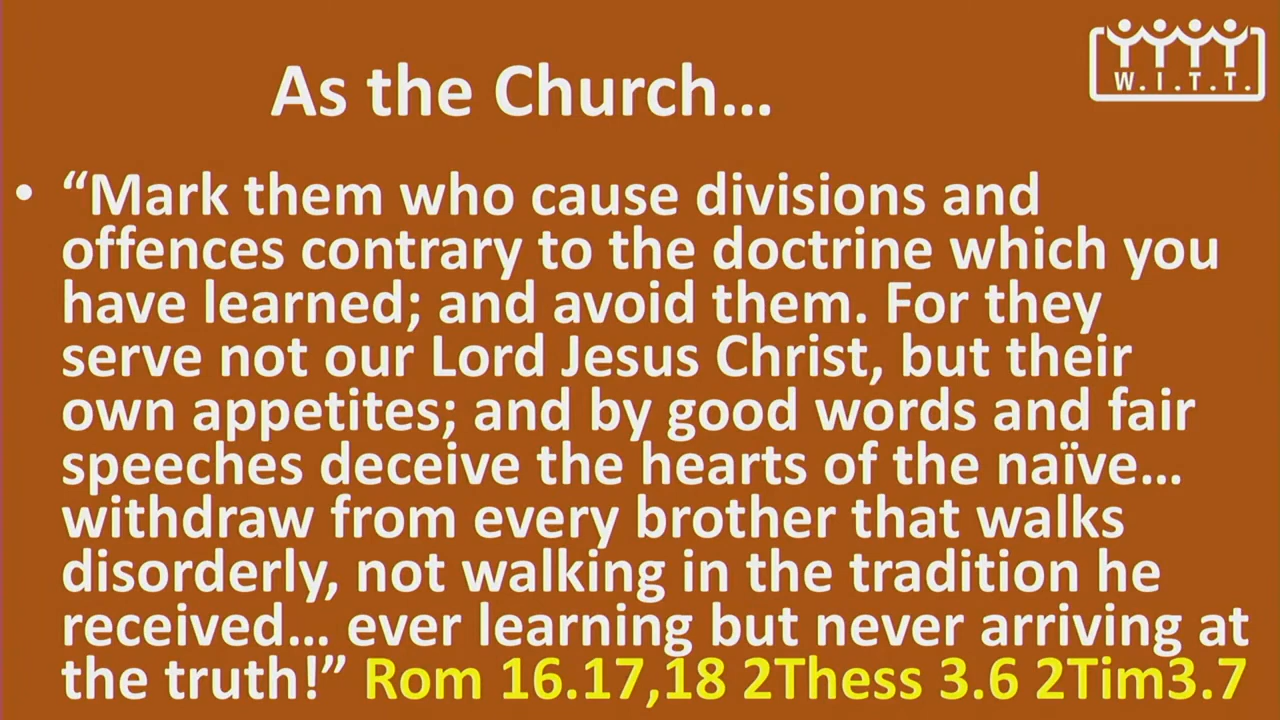 W.I.T.T.
As the Church...
• “Mark them who cause divisions and
offences contrary to the doctrine which you
have learned; and avoid them. For they
serve not our Lord Jesus Christ, but their
own appetites; and by good words and fair
speeches deceive the hearts of the naïve...
withdraw from every brother that walks
disorderly, not walking in the tradition he
received... ever learning but never arriving at
the truth!” Rom 16.17,18 2Thess 3.6 2Tim3.7